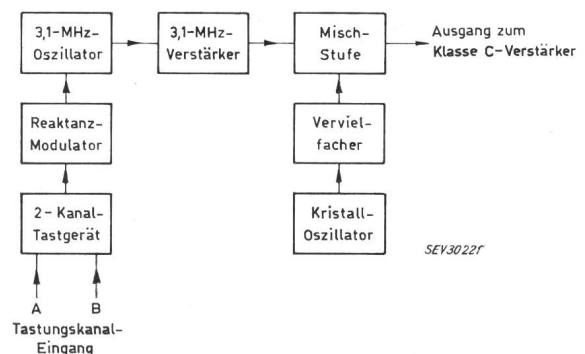 3,1-MHz-
Oszillator
3,1-MHz-
Verstärker
Misch-
Stufe
Ausgang zum
Klasse C-Verstärker
Reaktanz-
Modulator
Verviel-
facher
2-Kanal-
Tastgerät
Kristall-
Oszillator
SEV30221
A
B
Tastungskanal-
Eingang